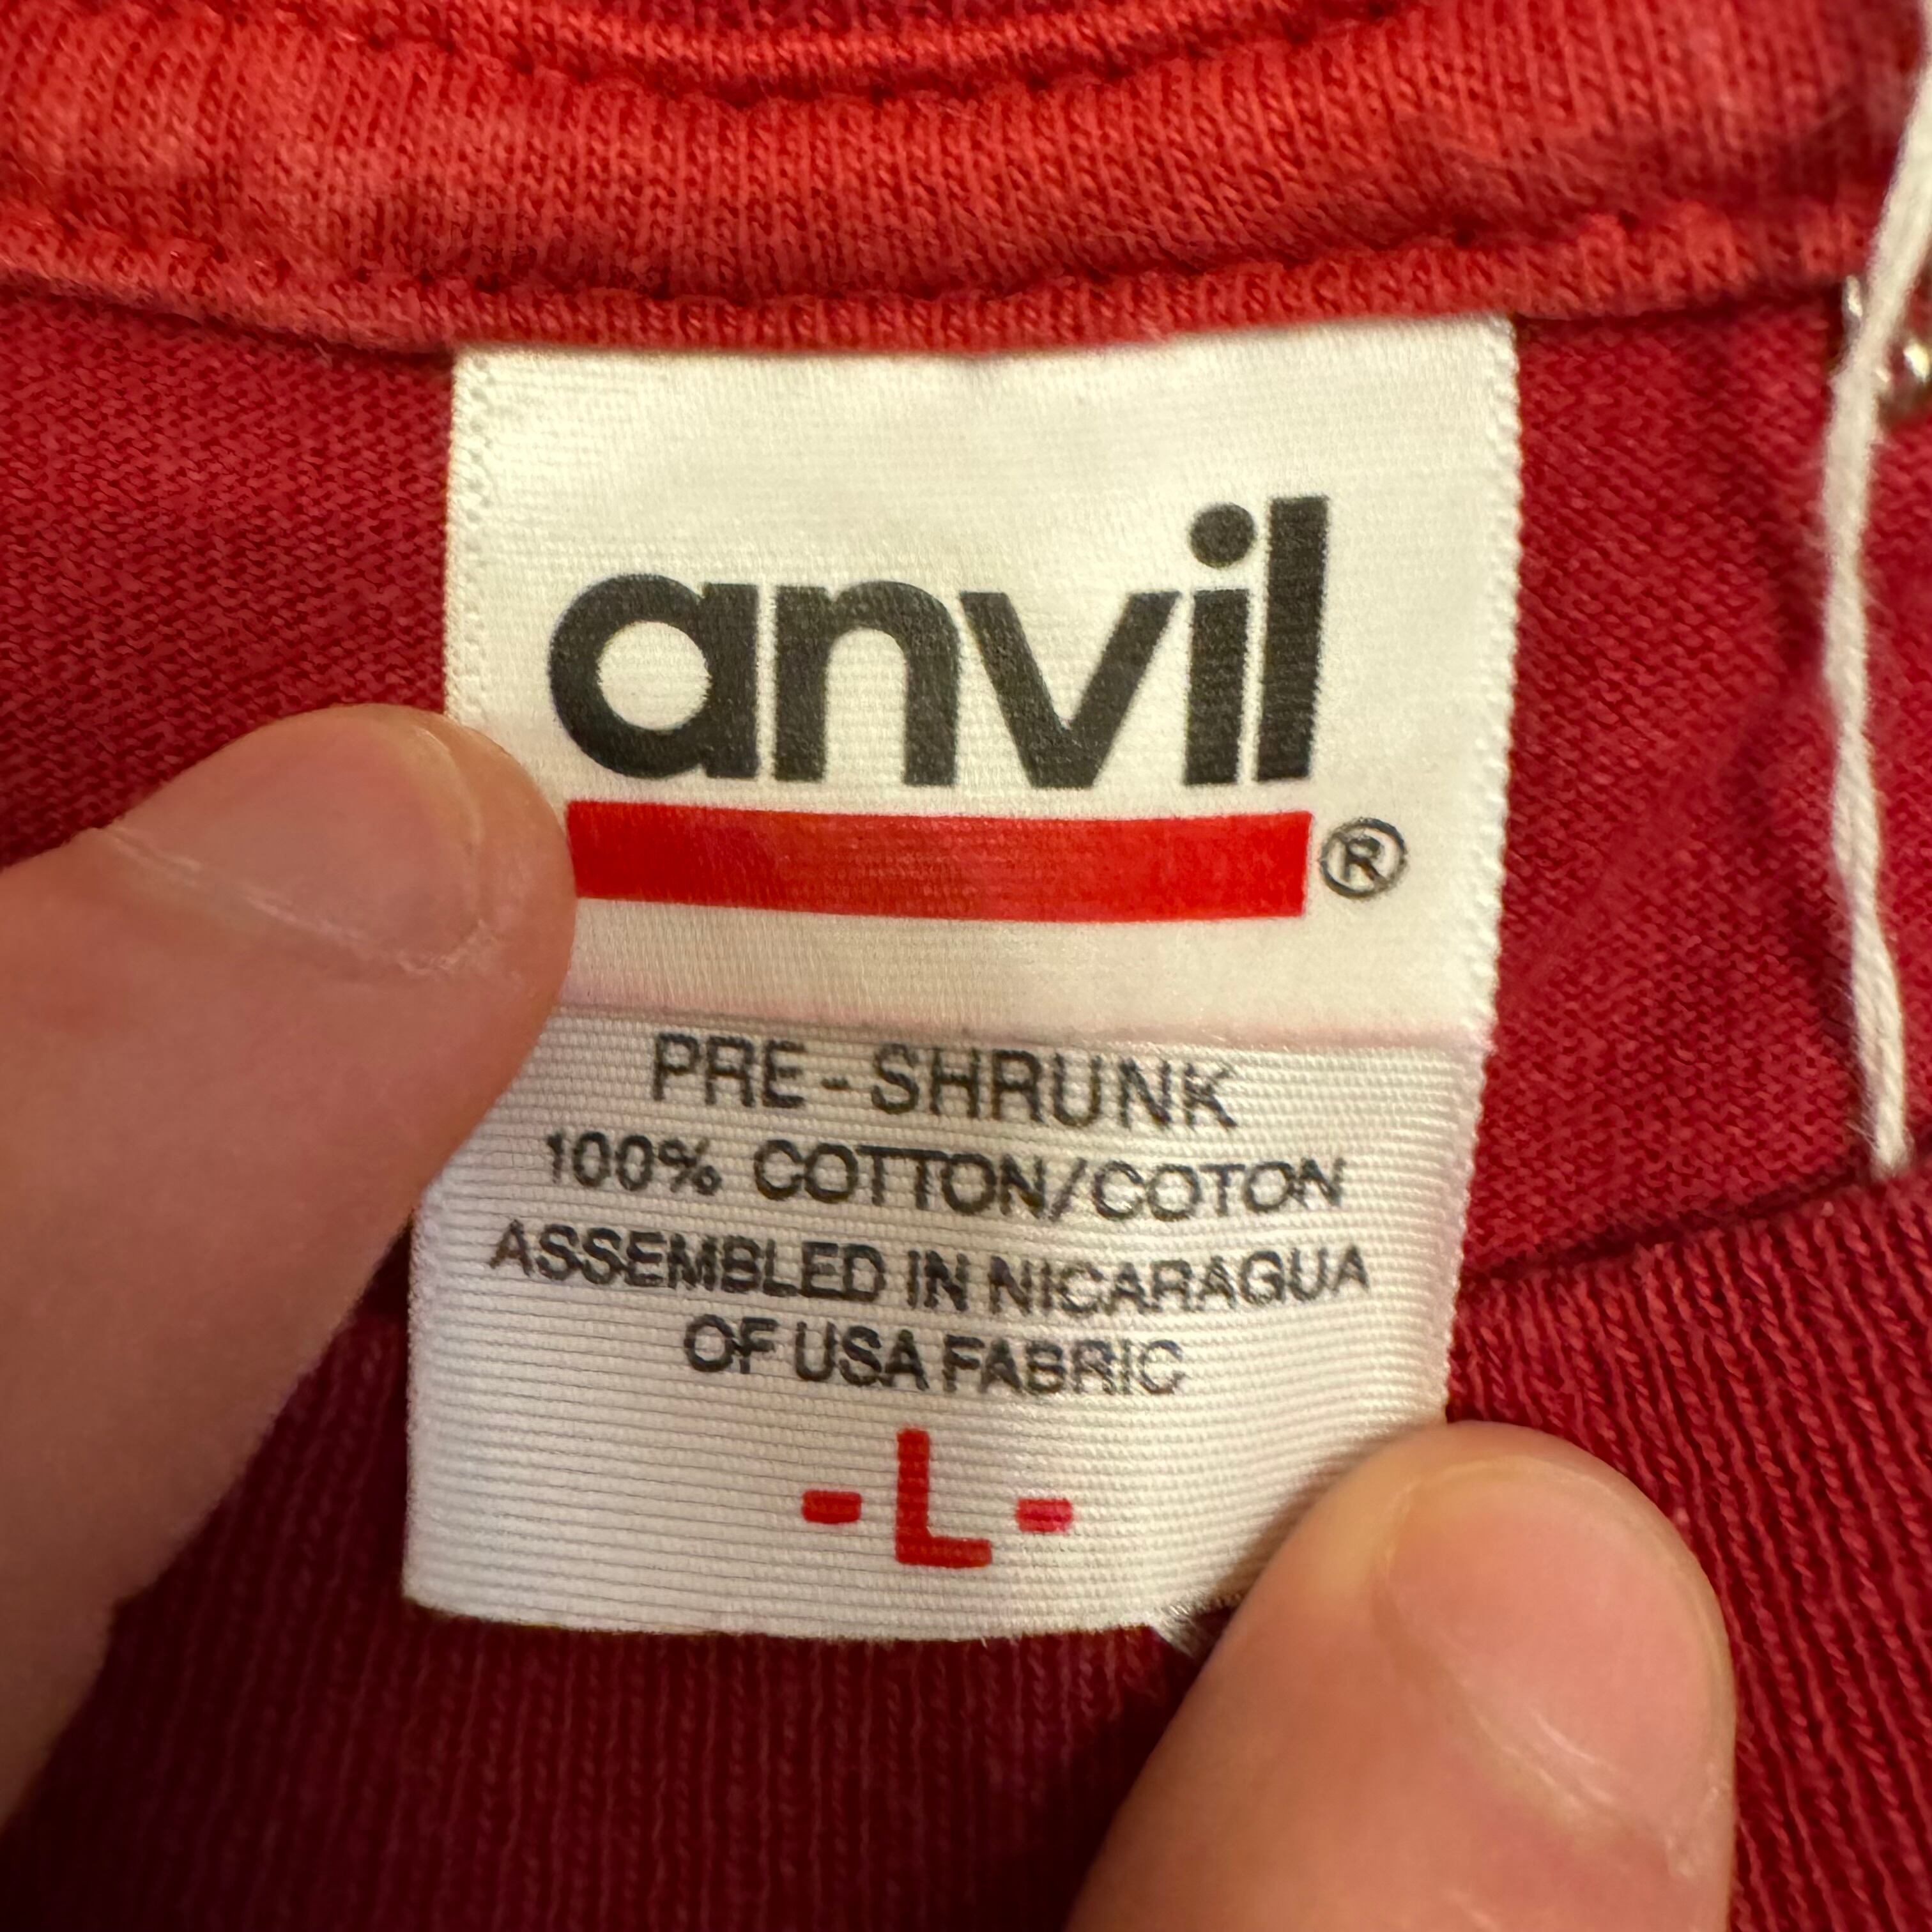 anvil
®
PRE-SHRUNK
100% COTTON/COTON
ASSEMBLED IN NICARAGUA
OF USA FABRIC
-L-